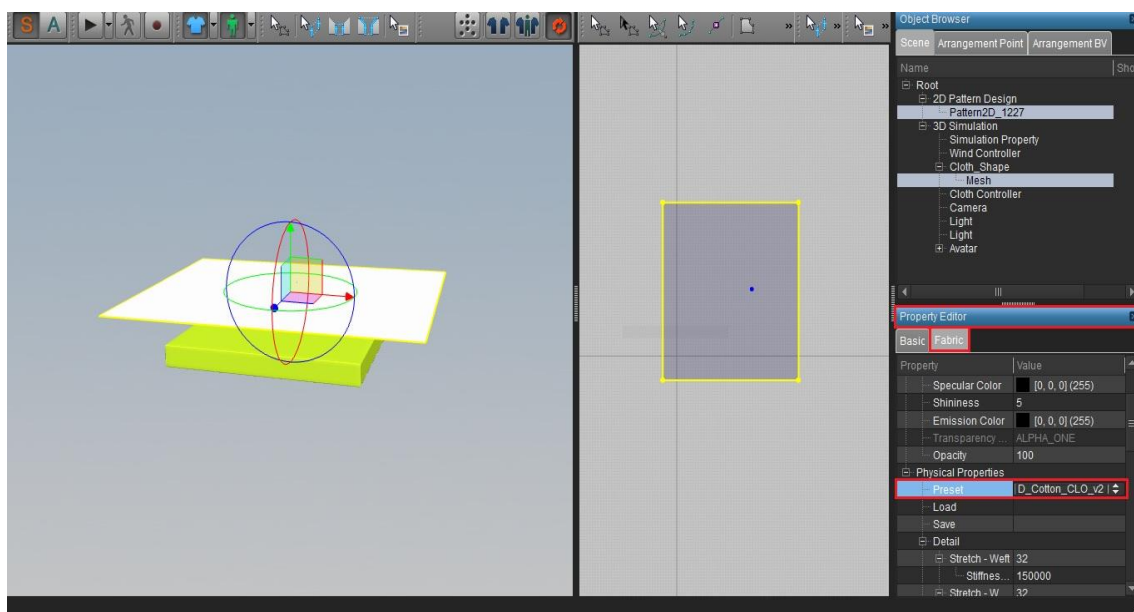 S A
» » »
Object Browser
Scene Arrangement Point Arrangement BV
Name Sho
Root
2D Pattern Design
Pattern2D_1227
3D Simulation
Simulation Property
Wind Controller
Cloth_Shape
Mesh
Cloth Controller
Camera
Light
Light
Avatar
Property Editor
Basic Fabric
Property Value
Specular Color [0, 0, 0] (255)
Shininess 5
Emission Color [0, 0, 0] (255)
Transparency ... ALPHA_ONE
Opacity 100
Physical Properties
Preset D_Cotton_CLO_v2
Load
Save
Detail
Stretch - Weft 32
Stiffnes... 150000
Stretch - W... 32